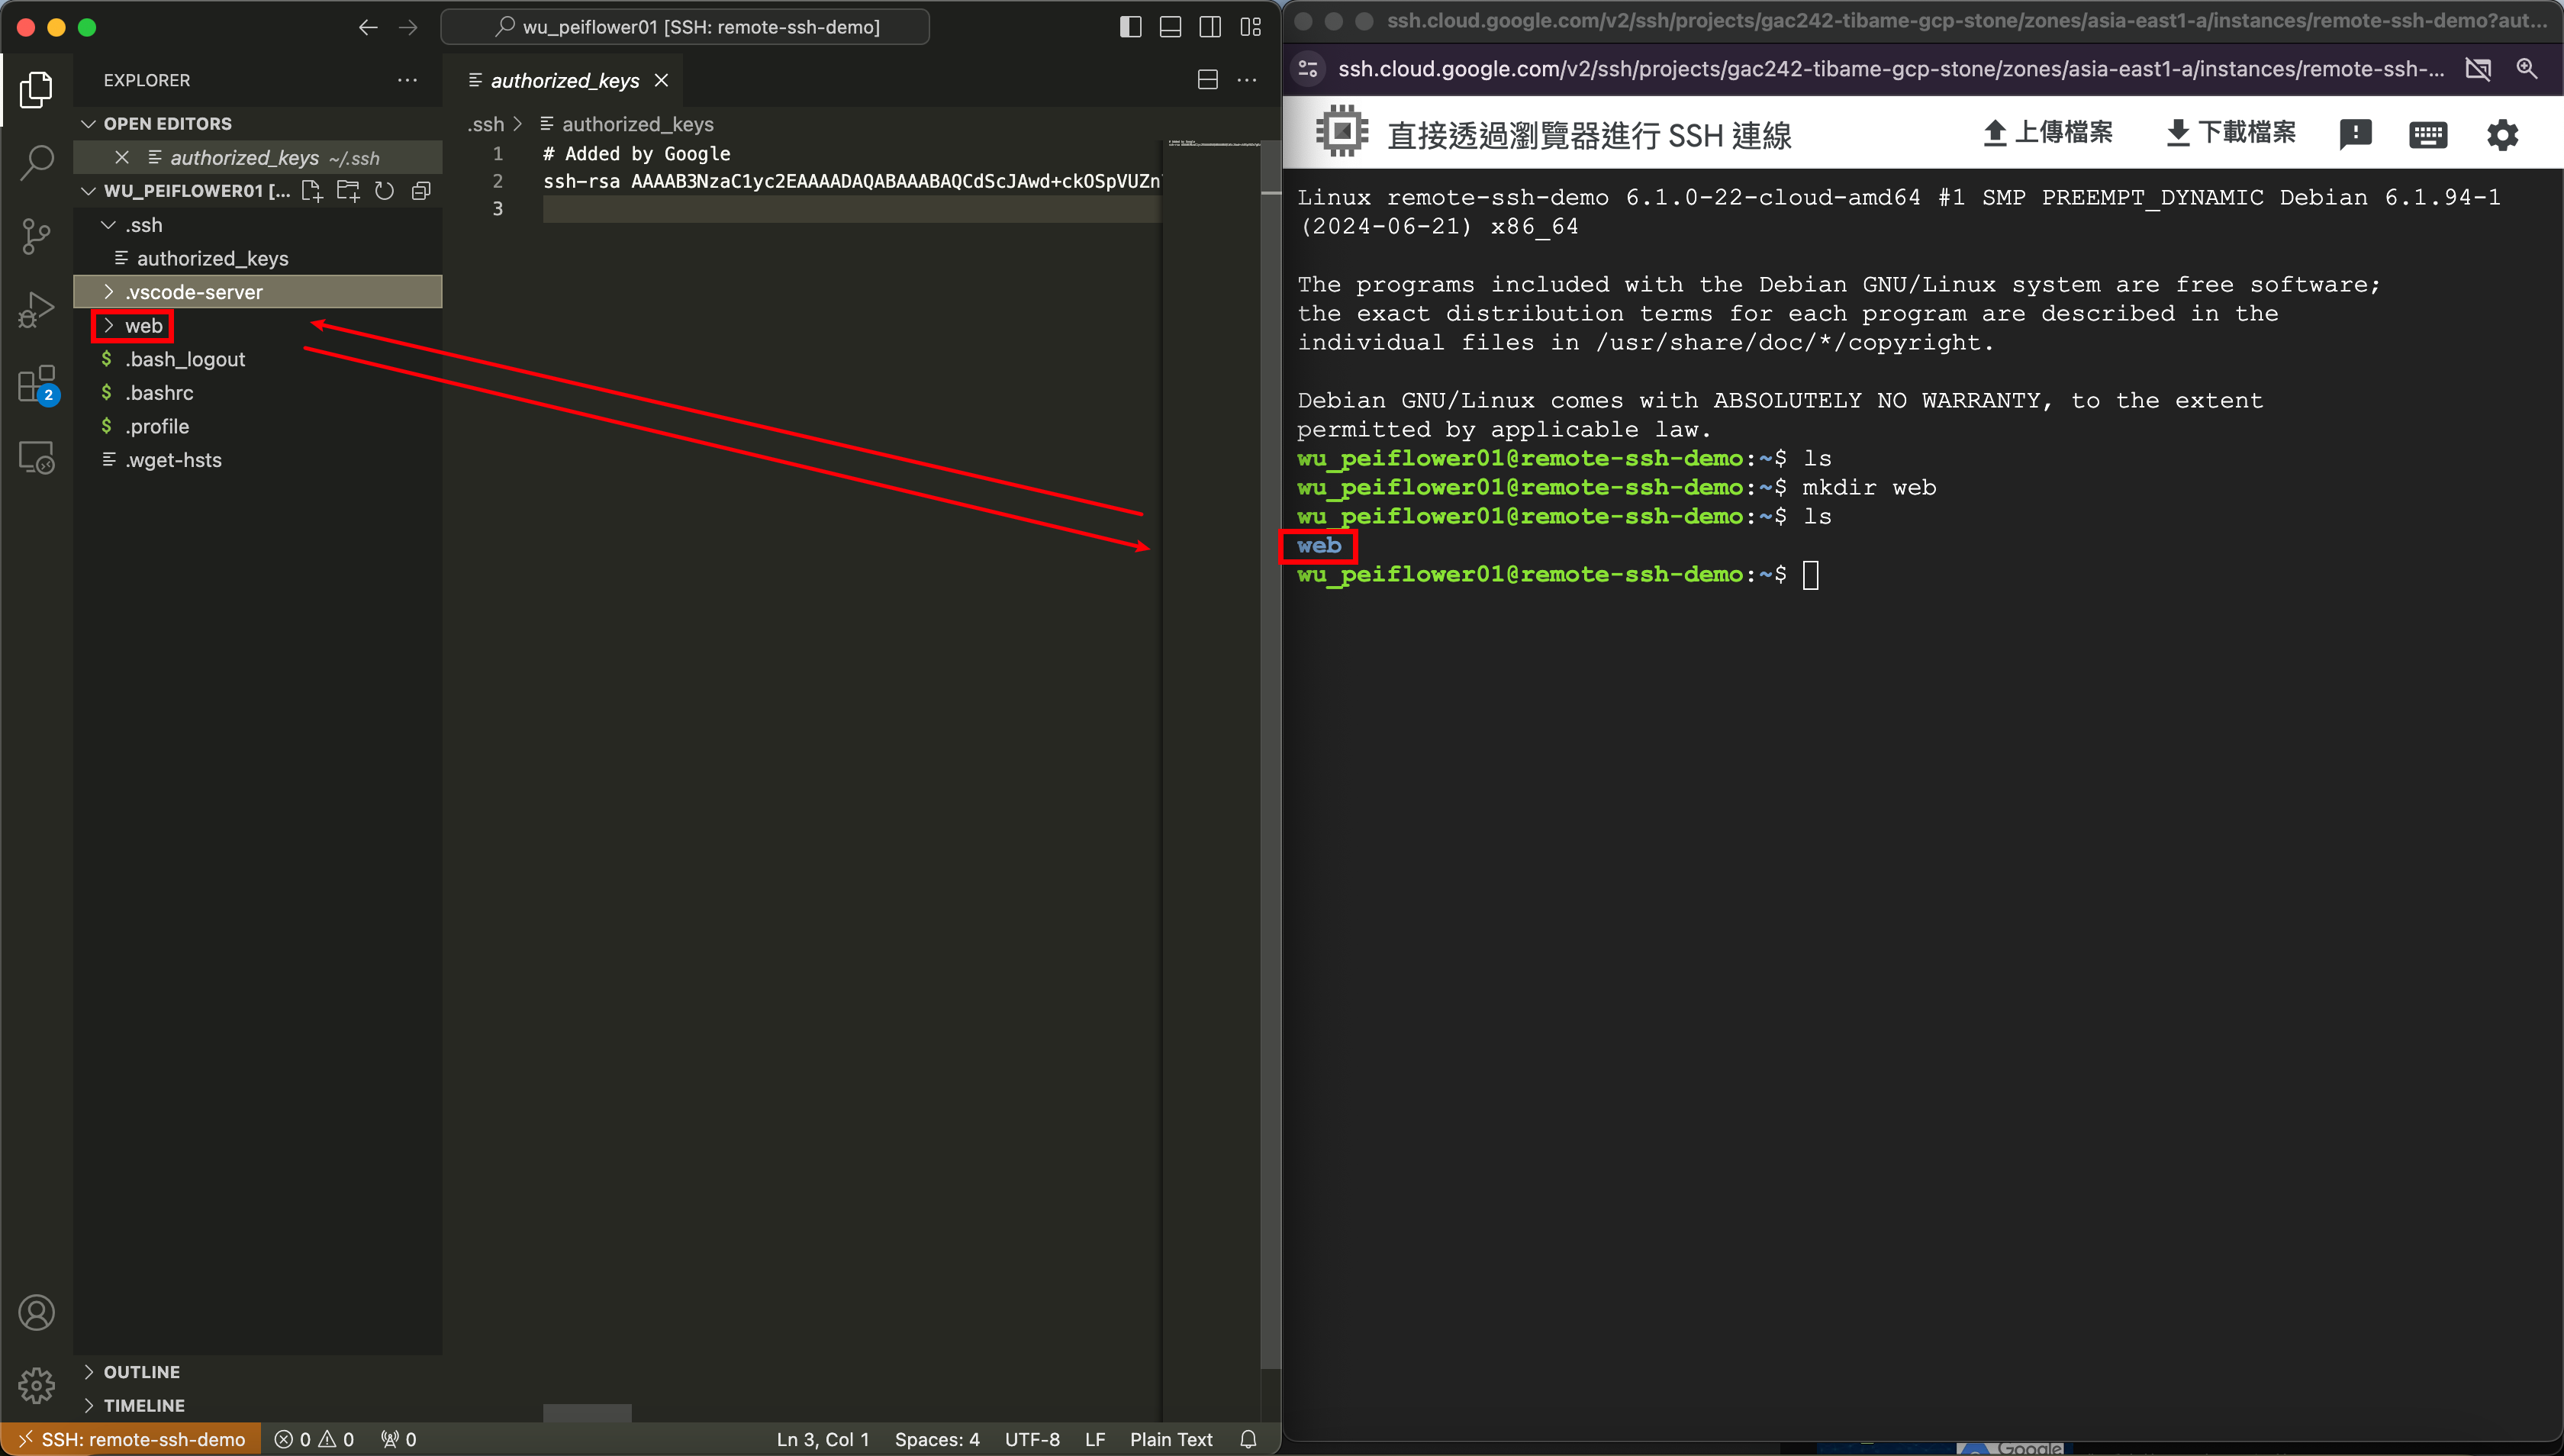 wu_peiflower01 [SSH: remote-ssh-demo]
EXPLORER
authorized_keys
OPEN EDITORS
authorized_keys ~/.ssh
WU_PEIFLOWER01 [...
.ssh
authorized_keys
.vscode-server
web
$ .bash_logout
$ .bashrc
$ .profile
.wget-hsts
2
OUTLINE
TIMELINE
.ssh > authorized_keys
1 # Added by Google
2 ssh-rsa AAAAB3NzaC1yc2EAAAADAQABAAABAQCdScJAwd+ckOSpVUZn
3
SSH: remote-ssh-demo 0 0 0 Ln 3, Col 1 Spaces: 4 UTF-8 LF Plain Text
ssh.cloud.google.com/v2/ssh/projects/gac242-tibame-gcp-stone/zones/asia-east1-a/instances/remote-ssh-demo?aut...
ssh.cloud.google.com/v2/ssh/projects/gac242-tibame-gcp-stone/zones/asia-east1-a/instances/remote-ssh-...
直接透過瀏覽器進行 SSH 連線 上傳檔案 下載檔案
Linux remote-ssh-demo 6.1.0-22-cloud-amd64 #1 SMP PREEMPT_DYNAMIC Debian 6.1.94-1
(2024-06-21) x86_64
The programs included with the Debian GNU/Linux system are free software;
the exact distribution terms for each program are described in the
individual files in /usr/share/doc/*/copyright.
Debian GNU/Linux comes with ABSOLUTELY NO WARRANTY, to the extent
permitted by applicable law.
wu_peiflower01@remote-ssh-demo:~$ ls
wu_peiflower01@remote-ssh-demo:~$ mkdir web
wu_peiflower01@remote-ssh-demo:~$ ls
web
wu_peiflower01@remote-ssh-demo:~$
Google